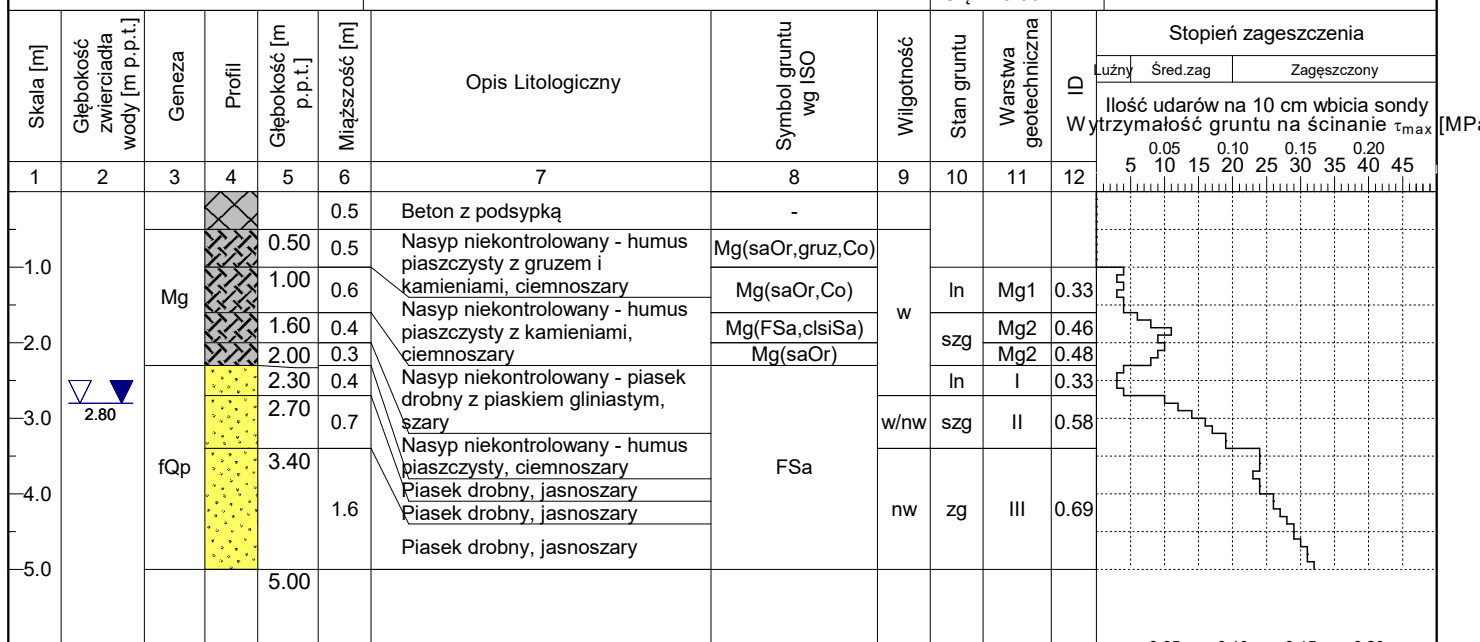 Skala [m]
Głębokość
zwierciadła
wody [m p.p.t.]
Geneza
Profil
Głębokość [m
p.p.t.]
Miąższość [m]
Opis Litologiczny
Symbol gruntu
wg ISO
Wilgotność
Stan gruntu
Warstwa
geotechniczna
ID
Stopień zageszczenia
Luźny Śred.zag Zagęszczony
Ilość udarów na 10 cm wbicia sondy
Wytrzymałość gruntu na ścinanie τmax [MPa
0.05 0.10 0.15 0.20
5 10 15 20 25 30 35 40 45
1 2 3 4 5 6 7 8 9 10 11 12
0.5 Beton z podsypką -
0.50 0.5 Nasyp niekontrolowany - humus
piaszczysty z gruzem i
kamieniami, ciemnoszary
Mg(saOr,gruz,Co)
1.0
Mg
1.00 0.6 Nasyp niekontrolowany - humus
piaszczysty z kamieniami,
ciemnoszary
Mg(saOr,Co) w ln Mg1 0.33
1.60 0.4 Nasyp niekontrolowany - piasek
drobny z piaskiem gliniastym,
szary
Mg(FSa,clsiSa) szg Mg2 0.46
2.0
2.00 0.3 Nasyp niekontrolowany - humus
piaszczysty, ciemnoszary
Mg(saOr) Mg2 0.48
2.30 0.4 Piasek drobny, jasnoszary
ln I 0.33
2.80
3.0
2.70 0.7 Piasek drobny, jasnoszary
w/nw szg II 0.58
fQp
3.40 1.6 Piasek drobny, jasnoszary
FSa
nw zg III 0.69
4.0
5.0
5.00